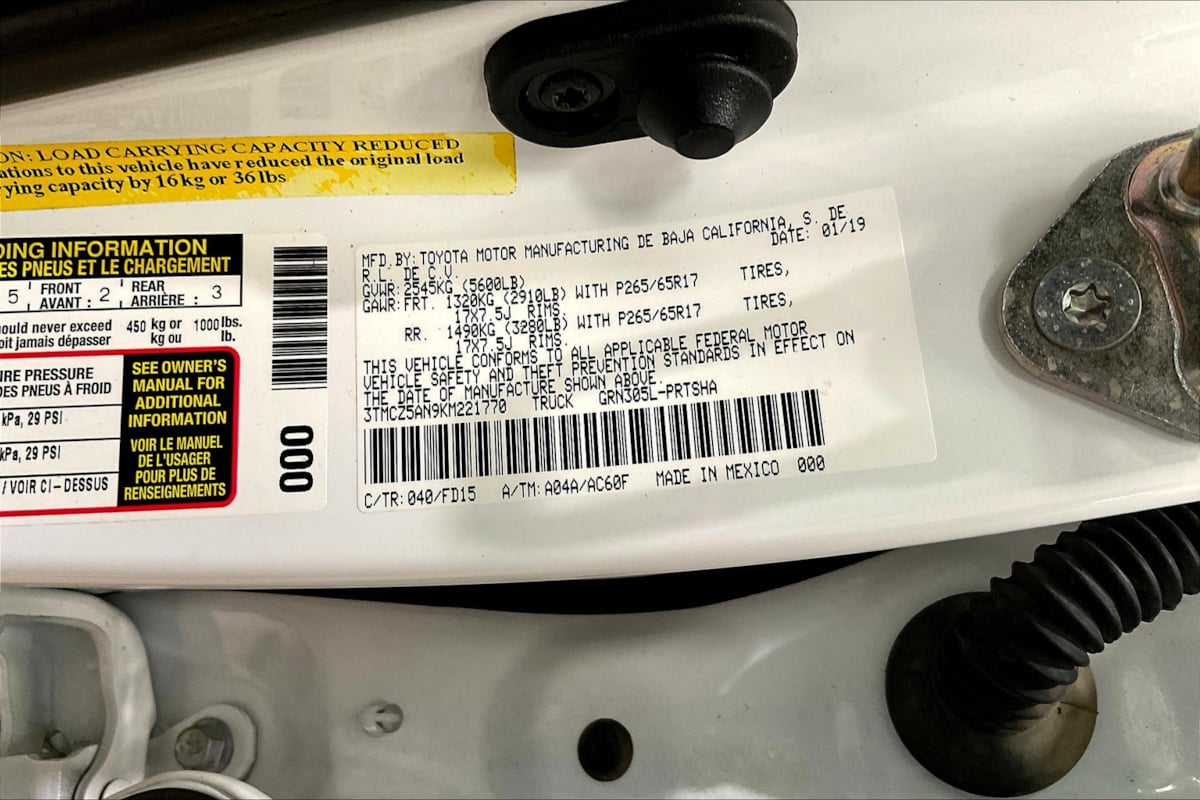 ON: LOAD CARRYING CAPACITY REDUCED
ations to this vehicle have reduced the original load
ying capacity by 16 kg or 36 lbs
DING INFORMATION
ES PNEUS ET LE CHARGEMENT
5 FRONT AVANT : 2 REAR ARRIÈRE : 3
ould never exceed 450 kg or 1000 lbs.
oit jamais dépasser kg ou lb.
IRE PRESSURE
DES PNEUS À FROID
kPa, 29 PSI
kPa, 29 PSI
/ VOIR CI-DESSUS
SEE OWNER'S
MANUAL FOR
ADDITIONAL
INFORMATION
VOIR LE MANUEL
DE L'USAGER
POUR PLUS DE
RENSEIGNEMENTS
000
MFD. BY: TOYOTA MOTOR MANUFACTURING DE BAJA CALIFORNIA, S. DE
R.L. DE C.V. DATE: 01/19
GVWR: 2545KG (5600LB)
GAWR: FRT. 1320KG (2910LB) WITH P265/65R17 TIRES,
17X7.5J RIMS.
RR. 1490KG (3280LB) WITH P265/65R17 TIRES,
17X7.5J RIMS.
THIS VEHICLE CONFORMS TO ALL APPLICABLE FEDERAL MOTOR
VEHICLE SAFETY AND THEFT PREVENTION STANDARDS IN EFFECT ON
THE DATE OF MANUFACTURE SHOWN ABOVE.
3TMCZ5AN9KM221770 TRUCK GRN305L-PRTSHA
C/TR: 040/FD15 A/TM: A04A/AC60F MADE IN MEXICO 000